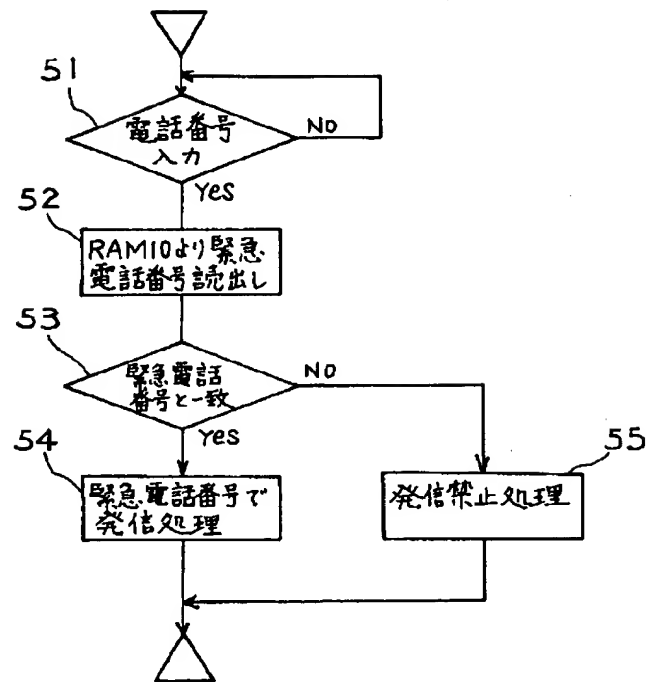 51
電話番号
入力
NO
Yes
52
RAM10より緊急
電話番号読出し
53
緊急電話
番号と一致
NO
Yes
54
緊急電話番号で
発信処理
55
発信禁止処理